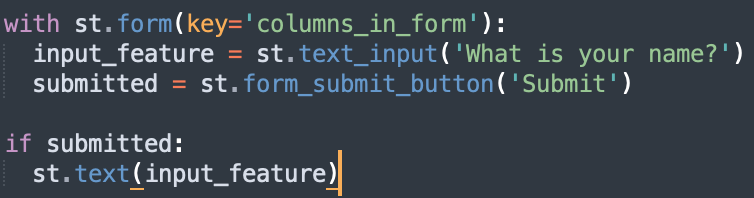 with st.form(key='columns_in_form'):
  input_feature = st.text_input('What is your name?')
  submitted = st.form_submit_button('Submit')

if submitted:
  st.text(input_feature)